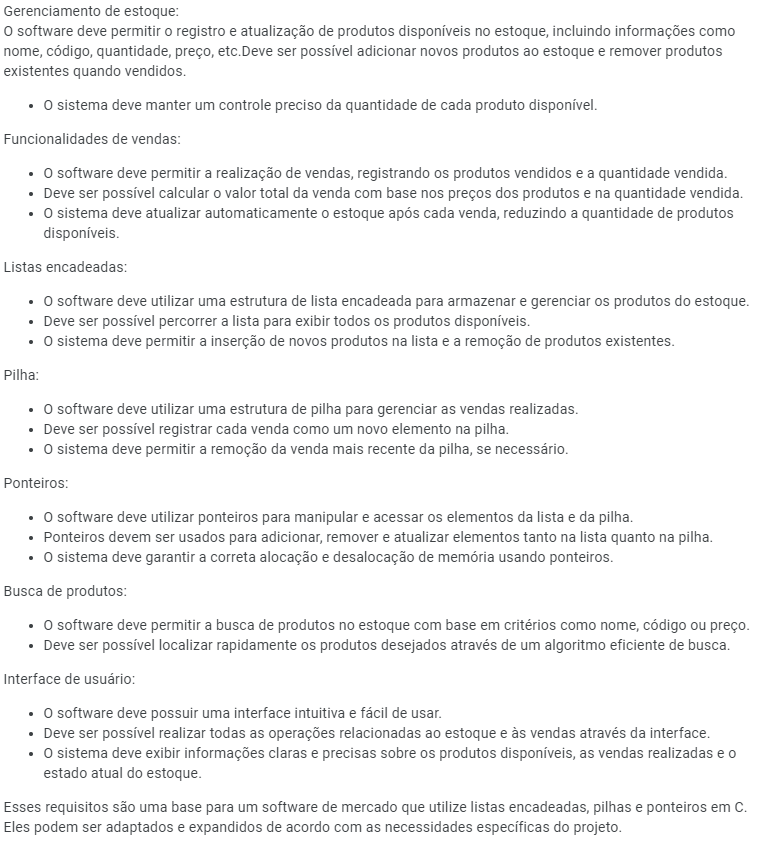 Gerenciamento de estoque:
O software deve permitir o registro e atualização de produtos disponíveis no estoque, incluindo informações como
nome, código, quantidade, preço, etc.Deve ser possível adicionar novos produtos ao estoque e remover produtos
existentes quando vendidos.
• O sistema deve manter um controle preciso da quantidade de cada produto disponível.
Funcionalidades de vendas:
• O software deve permitir a realização de vendas, registrando os produtos vendidos e a quantidade vendida.
• Deve ser possível calcular o valor total da venda com base nos preços dos produtos e na quantidade vendida.
• O sistema deve atualizar automaticamente o estoque após cada venda, reduzindo a quantidade de produtos
disponíveis.
Listas encadeadas:
• O software deve utilizar uma estrutura de lista encadeada para armazenar e gerenciar os produtos do estoque.
• Deve ser possível percorrer a lista para exibir todos os produtos disponíveis.
• O sistema deve permitir a inserção de novos produtos na lista e a remoção de produtos existentes.
Pilha:
• O software deve utilizar uma estrutura de pilha para gerenciar as vendas realizadas.
• Deve ser possível registrar cada venda como um novo elemento na pilha.
• O sistema deve permitir a remoção da venda mais recente da pilha, se necessário.
Ponteiros:
• O software deve utilizar ponteiros para manipular e acessar os elementos da lista e da pilha.
• Ponteiros devem ser usados para adicionar, remover e atualizar elementos tanto na lista quanto na pilha.
• O sistema deve garantir a correta alocação e desalocação de memória usando ponteiros.
Busca de produtos:
• O software deve permitir a busca de produtos no estoque com base em critérios como nome, código ou preço.
• Deve ser possível localizar rapidamente os produtos desejados através de um algoritmo eficiente de busca.
Interface de usuário:
• O software deve possuir uma interface intuitiva e fácil de usar.
• Deve ser possível realizar todas as operações relacionadas ao estoque e às vendas através da interface.
• O sistema deve exibir informações claras e precisas sobre os produtos disponíveis, as vendas realizadas e o
estado atual do estoque.
Esses requisitos são uma base para um software de mercado que utilize listas encadeadas, pilhas e ponteiros em C.
Eles podem ser adaptados e expandidos de acordo com as necessidades específicas do projeto.